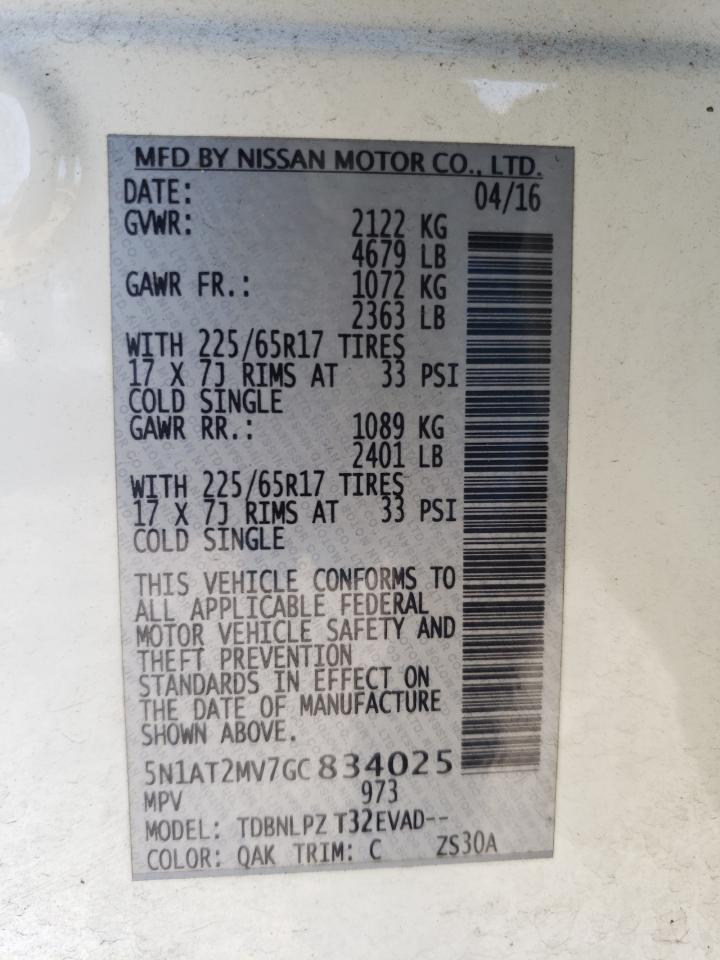 MFD BY NISSAN MOTOR CO., LTD.
DATE: 04/16
GVWR: 2122 KG
4679 LB
GAWR FR.: 1072 KG
2363 LB
WITH 225/65R17 TIRES
17 X 7J RIMS AT 33 PSI
COLD SINGLE
GAWR RR.: 1089 KG
2401 LB
WITH 225/65R17 TIRES
17 X 7J RIMS AT 33 PSI
COLD SINGLE
THIS VEHICLE CONFORMS TO
ALL APPLICABLE FEDERAL
MOTOR VEHICLE SAFETY AND
THEFT PREVENTION
STANDARDS IN EFFECT ON
THE DATE OF MANUFACTURE
SHOWN ABOVE.
5N1AT2MV7GC834025
MPV 973
MODEL: TDBNLPZ T32EVAD--
COLOR: QAK TRIM: C ZS30A